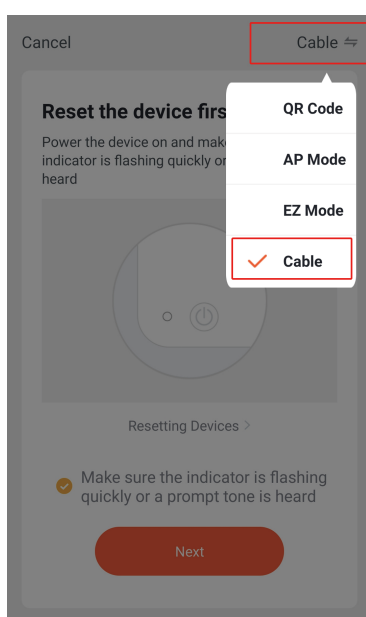 Cancel
Cable
QR Code
AP Mode
EZ Mode
Cable
Reset the device firs
Power the device on and mak
indicator is flashing quickly or
heard
Resetting Devices
Make sure the indicator is flashing
quickly or a prompt tone is heard
Next